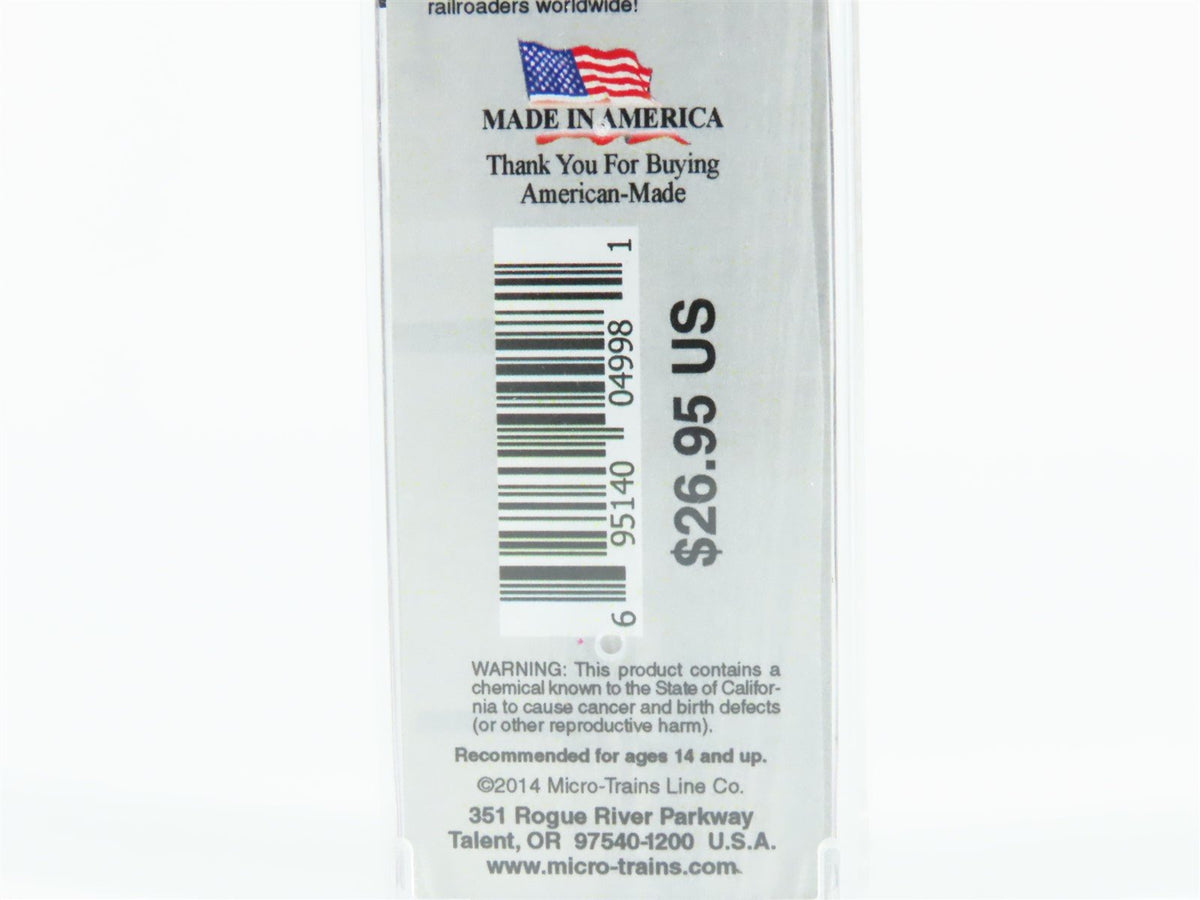 railroaders worldwide!
MADE IN AMERICA
Thank You For Buying
American-Made
6 95140 04998 1
$26.95 US
WARNING: This product contains a
chemical known to the State of Califor-
nia to cause cancer and birth defects
(or other reproductive harm).
Recommended for ages 14 and up.
©2014 Micro-Trains Line Co.
351 Rogue River Parkway
Talent, OR 97540-1200 U.S.A.
www.micro-trains.com